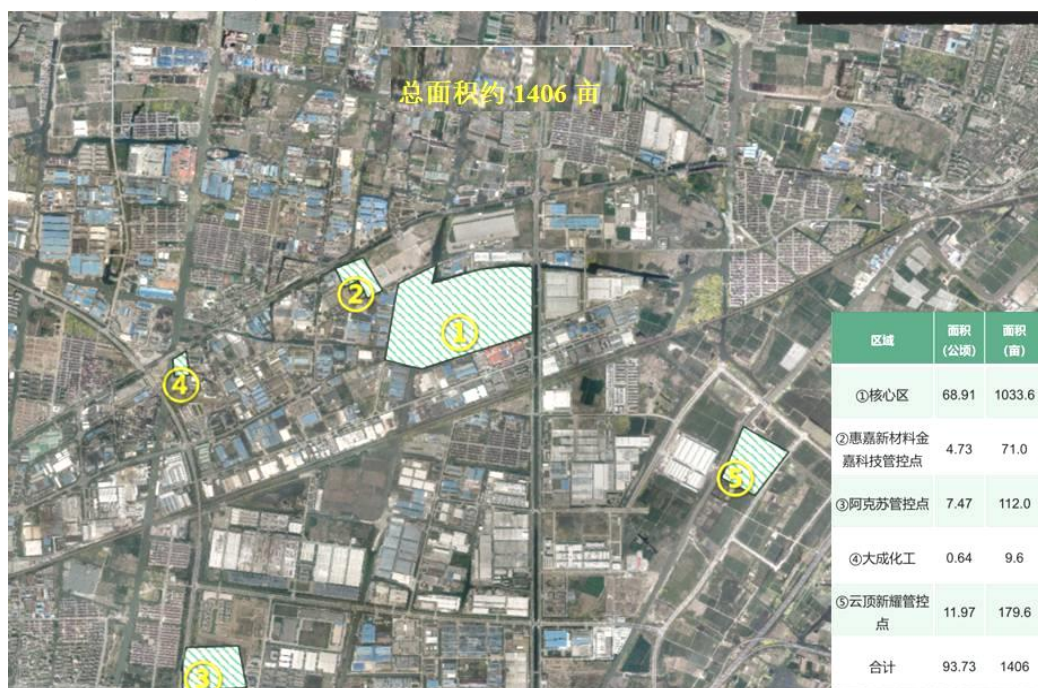 总面积约 1406 亩
②
①
④
⑤
③
区域 面积 面积
(公顷) (亩)
①核心区 68.91 1033.6
②惠嘉新材料金
嘉科技管控点 4.73 71.0
③阿克苏管控点 7.47 112.0
④大成化工 0.64 9.6
⑤云顶新耀管控
点 11.97 179.6
合计 93.73 1406